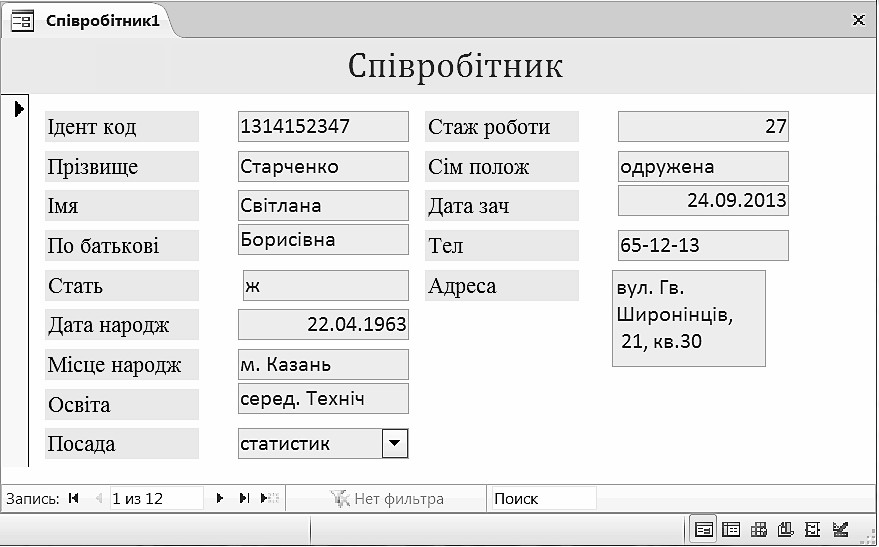 Співробітник1
Співробітник
Ідент код 1314152347 Стаж роботи 27
Прізвище Старченко Сім полож одружена
Імя Світлана Дата зач 24.09.2013
По батькові Борисівна Тел 65-12-13
Стать ж Адреса вул. Гв.
Широнінців,
21, кв.30
Дата народж 22.04.1963
Місце народж м. Казань
Освіта серед. Техніч
Посада статистик
Запись: 1 из 12 Нет фильтра Поиск